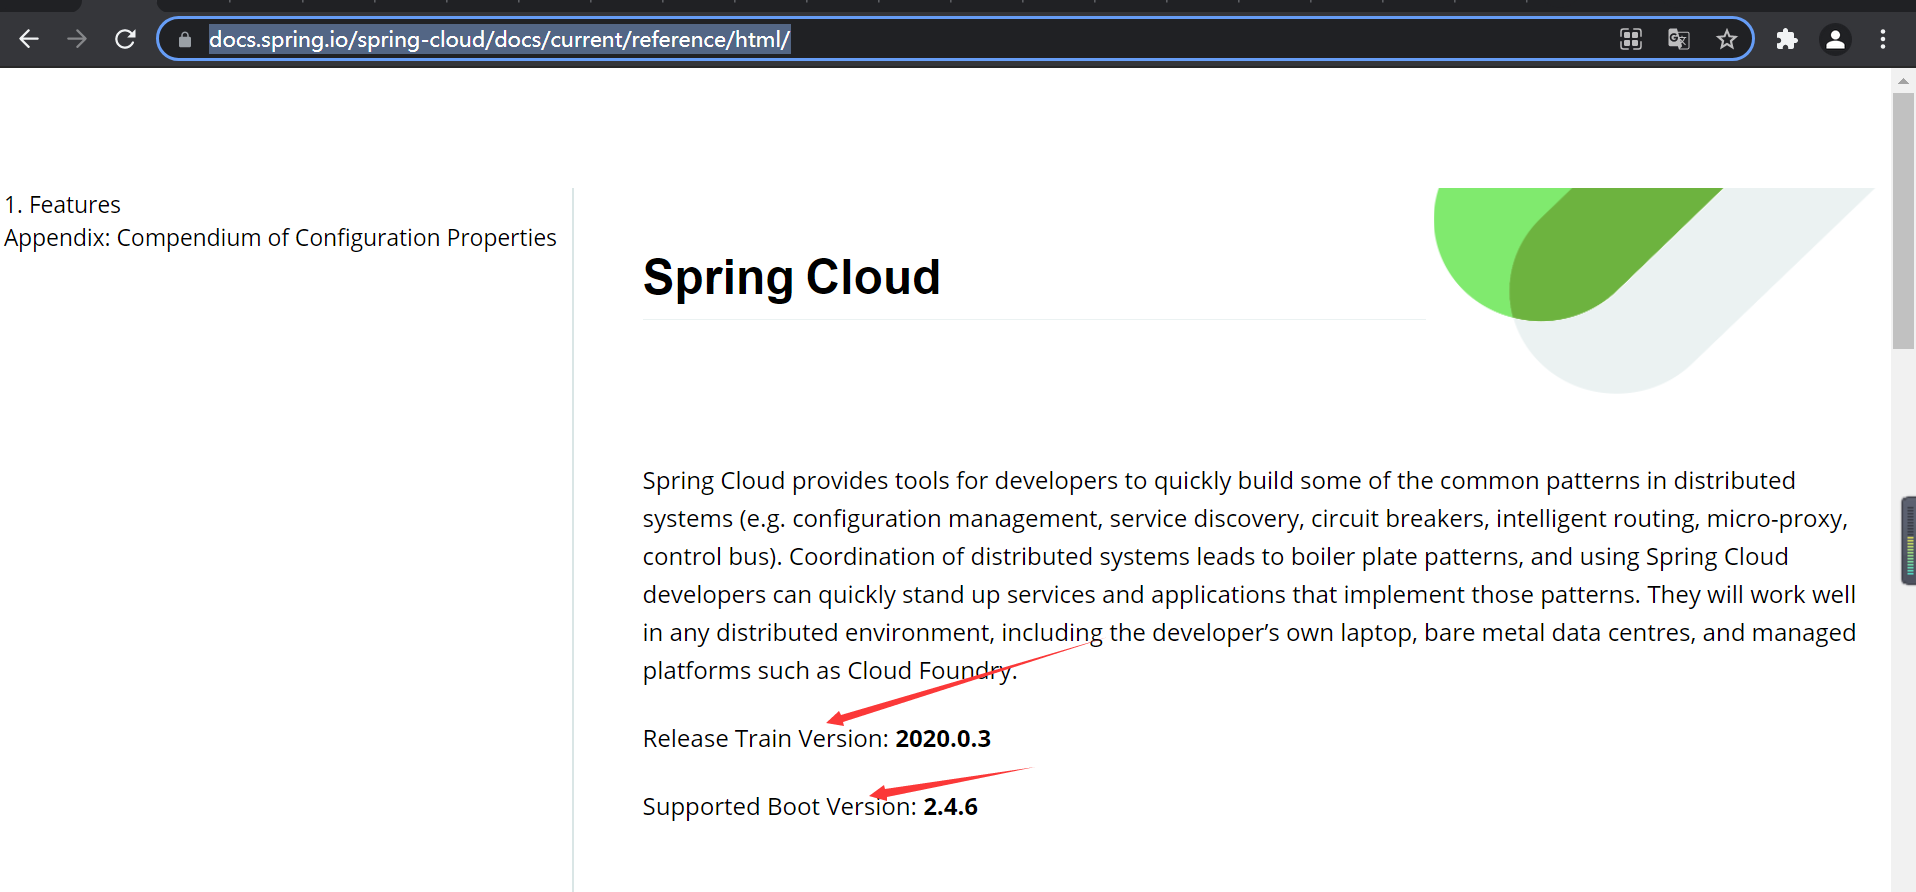 docs.spring.io/spring-cloud/docs/current/reference/html/
1. Features
Appendix: Compendium of Configuration Properties
Spring Cloud
Spring Cloud provides tools for developers to quickly build some of the common patterns in distributed
systems (e.g. configuration management, service discovery, circuit breakers, intelligent routing, micro-proxy,
control bus). Coordination of distributed systems leads to boiler plate patterns, and using Spring Cloud
developers can quickly stand up services and applications that implement those patterns. They will work well
in any distributed environment, including the developer’s own laptop, bare metal data centres, and managed
platforms such as Cloud Foundry.
Release Train Version: 2020.0.3
Supported Boot Version: 2.4.6